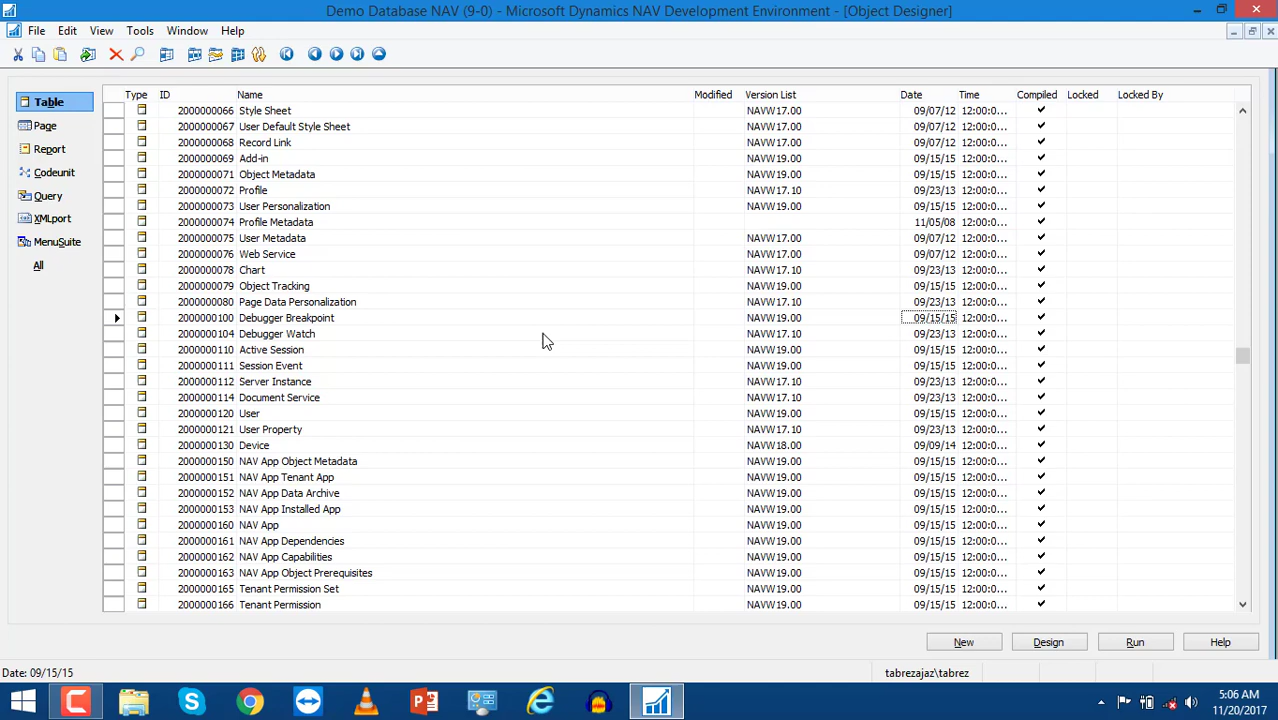 Demo Database NAV (9-0) - Microsoft Dynamics NAV Development Environment - [Object Designer]
File Edit View Tools Window Help
Type ID Name Modified Version List Date Time Compiled Locked Locked By
Table
Page
Report
Codeunit
Query
XMLport
MenuSuite
All
2000000066 Style Sheet NAVW17.00 09/07/12 12:00:0...
2000000067 User Default Style Sheet NAVW17.00 09/07/12 12:00:0...
2000000068 Record Link NAVW17.00 09/07/12 12:00:0...
2000000069 Add-in NAVW19.00 09/15/15 12:00:0...
2000000071 Object Metadata NAVW19.00 09/15/15 12:00:0...
2000000072 Profile NAVW17.10 09/23/13 12:00:0...
2000000073 User Personalization NAVW19.00 09/15/15 12:00:0...
2000000074 Profile Metadata 11/05/08 12:00:0...
2000000075 User Metadata NAVW17.00 09/07/12 12:00:0...
2000000076 Web Service NAVW17.00 09/07/12 12:00:0...
2000000078 Chart NAVW17.10 09/23/13 12:00:0...
2000000079 Object Tracking NAVW19.00 09/15/15 12:00:0...
2000000080 Page Data Personalization NAVW17.10 09/23/13 12:00:0...
2000000100 Debugger Breakpoint NAVW19.00 09/15/15 12:00:0...
2000000104 Debugger Watch NAVW17.10 09/23/13 12:00:0...
2000000110 Active Session NAVW19.00 09/15/15 12:00:0...
2000000111 Session Event NAVW19.00 09/15/15 12:00:0...
2000000112 Server Instance NAVW17.10 09/23/13 12:00:0...
2000000114 Document Service NAVW17.10 09/23/13 12:00:0...
2000000120 User NAVW19.00 09/15/15 12:00:0...
2000000121 User Property NAVW17.10 09/23/13 12:00:0...
2000000130 Device NAVW18.00 09/09/14 12:00:0...
2000000150 NAV App Object Metadata NAVW19.00 09/15/15 12:00:0...
2000000151 NAV App Tenant App NAVW19.00 09/15/15 12:00:0...
2000000152 NAV App Data Archive NAVW19.00 09/15/15 12:00:0...
2000000153 NAV App Installed App NAVW19.00 09/15/15 12:00:0...
2000000160 NAV App NAVW19.00 09/15/15 12:00:0...
2000000161 NAV App Dependencies NAVW19.00 09/15/15 12:00:0...
2000000162 NAV App Capabilities NAVW19.00 09/15/15 12:00:0...
2000000163 NAV App Object Prerequisites NAVW19.00 09/15/15 12:00:0...
2000000165 Tenant Permission Set NAVW19.00 09/15/15 12:00:0...
2000000166 Tenant Permission NAVW19.00 09/15/15 12:00:0...
New Design Run Help
Date: 09/15/15 tabrezajaz\tabrez
5:06 AM
11/20/2017